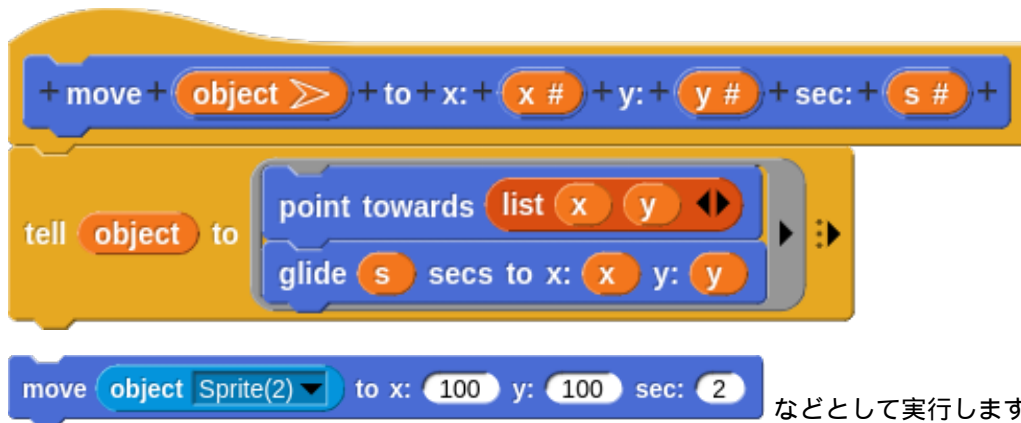 + move + object + to + x: + x # + y: + y # + sec: + s # +
point towards list x y
tell object to
glide s secs to x: x y: y
move object Sprite(2) to x: 100 y: 100 sec: 2 などとして実行します